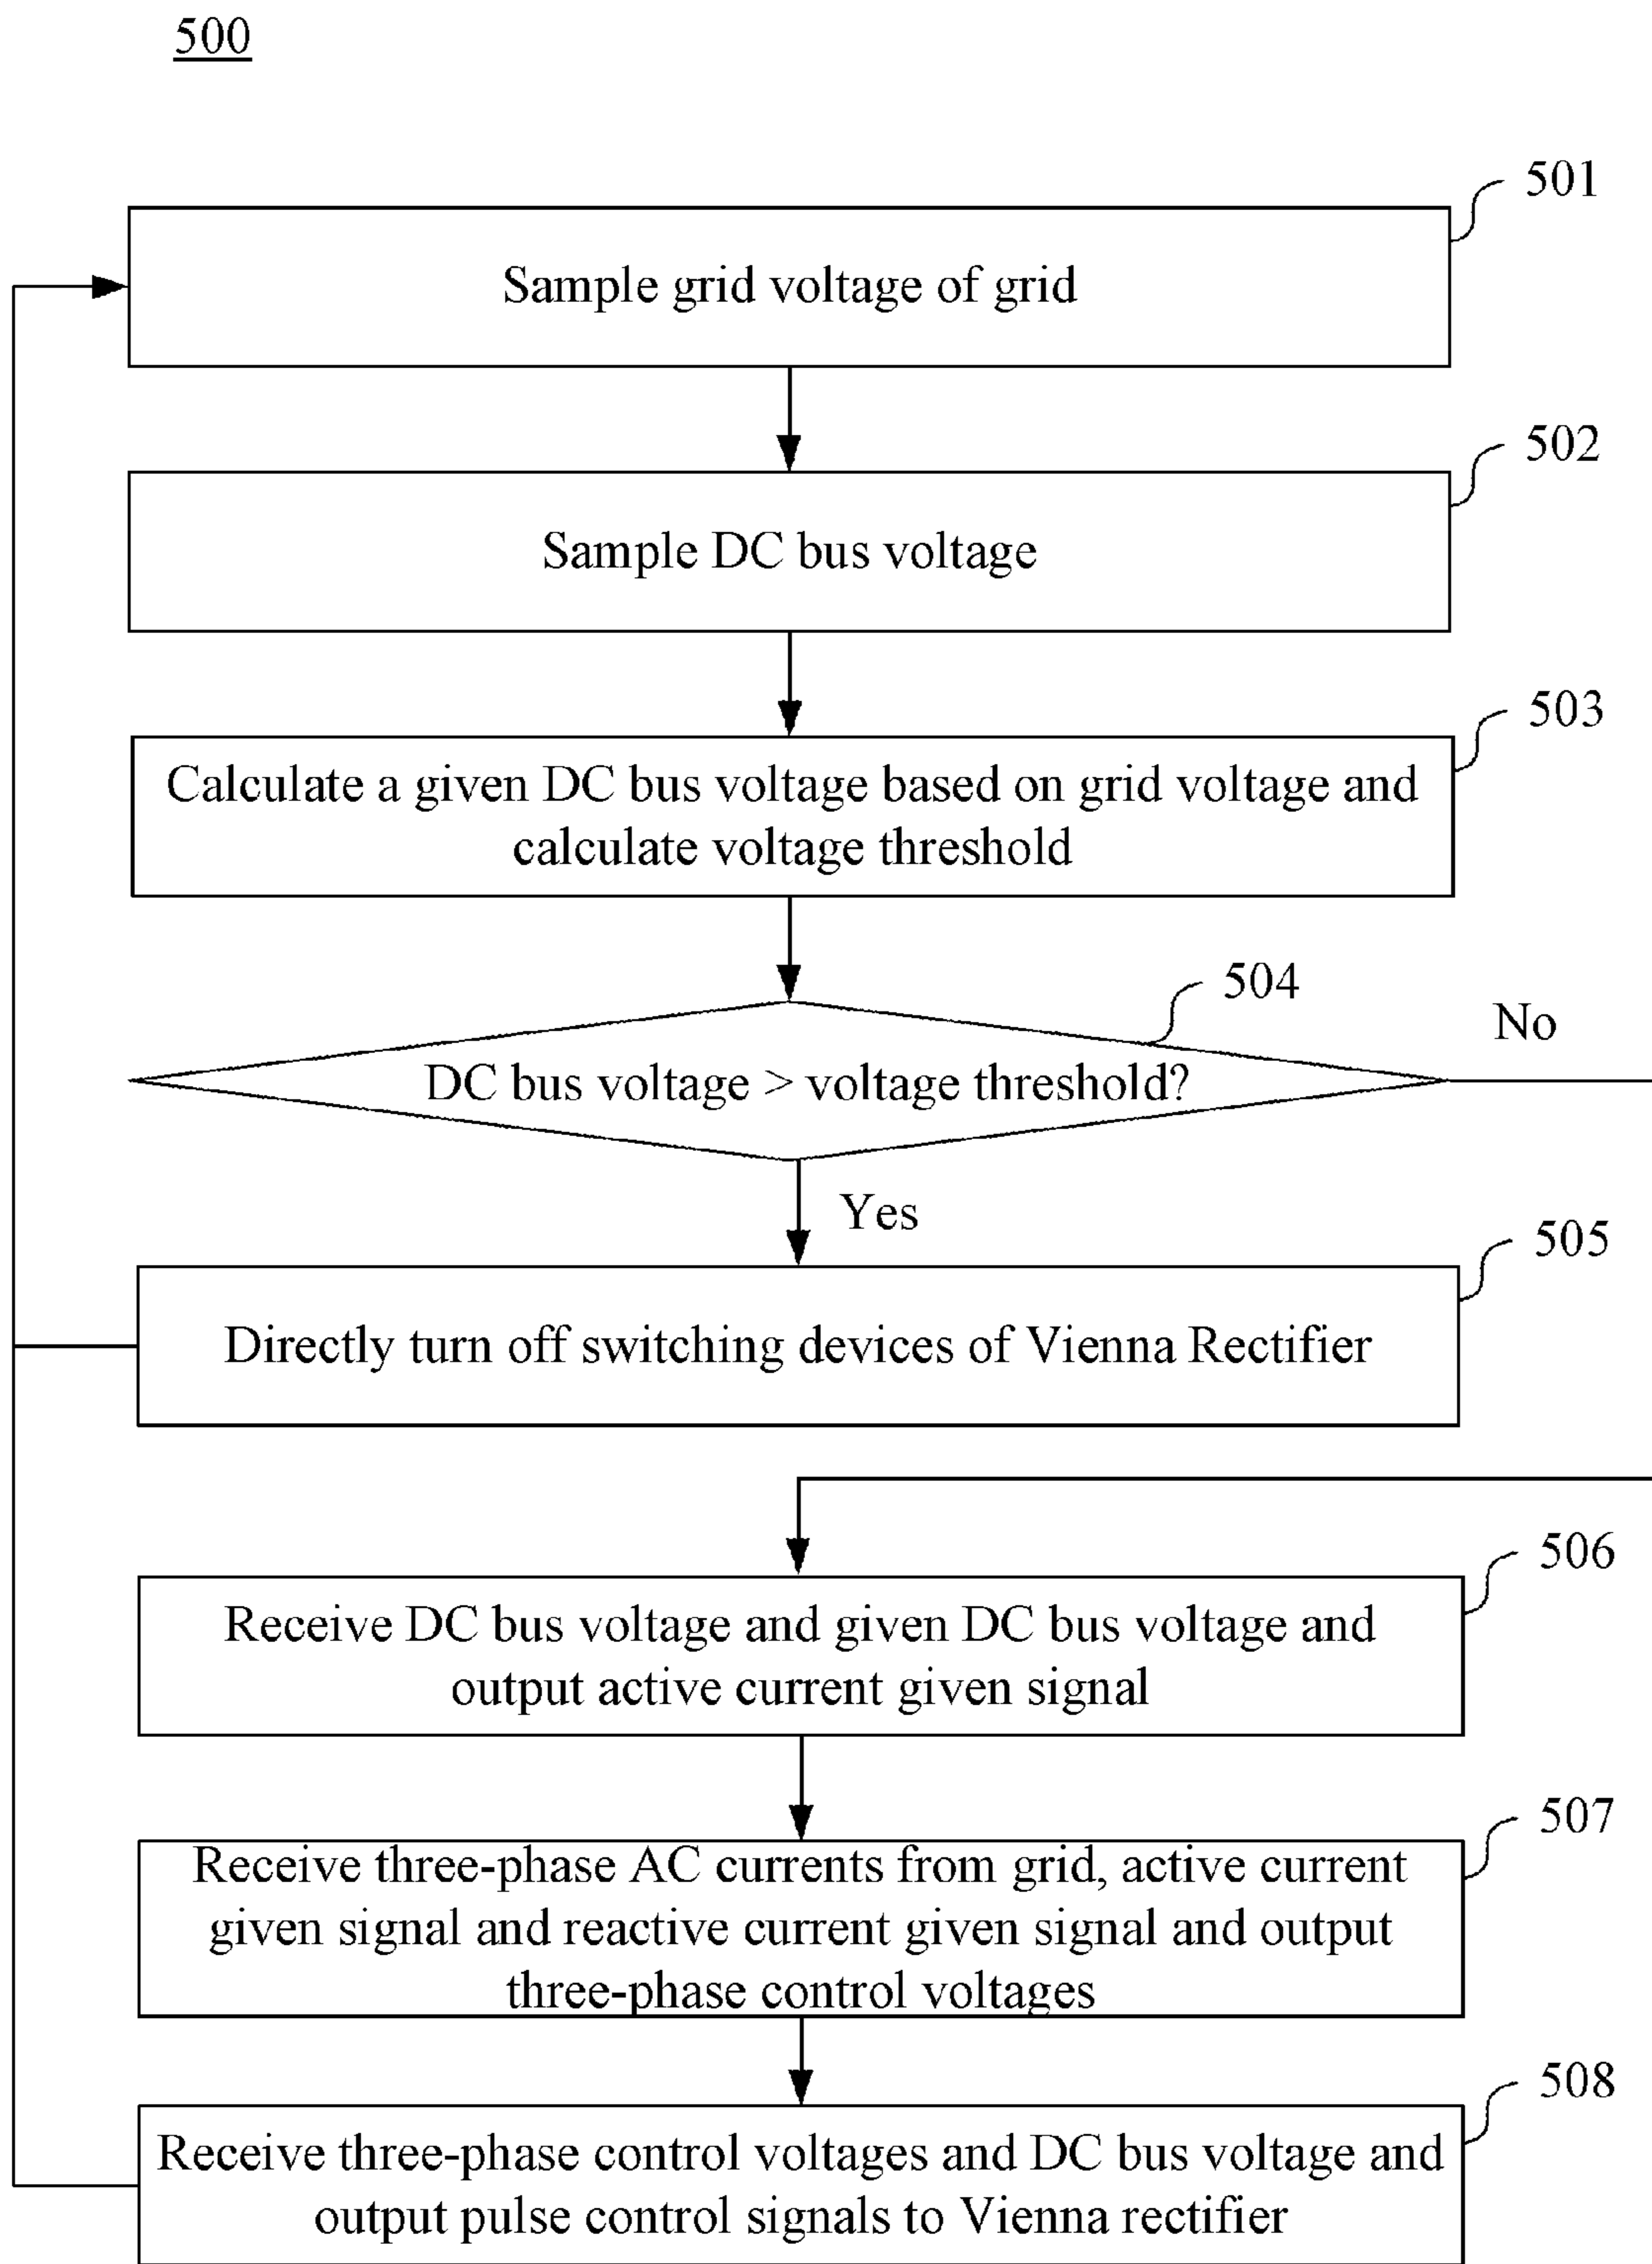 500
501
Sample grid voltage of grid
502
Sample DC bus voltage
503
Calculate a given DC bus voltage based on grid voltage and
calculate voltage threshold
504
No
DC bus voltage > voltage threshold?
Yes
505
Directly turn off switching devices of Vienna Rectifier
506
Receive DC bus voltage and given DC bus voltage and
output active current given signal
507
Receive three-phase AC currents from grid, active current
given signal and reactive current given signal and output
three-phase control voltages
508
Receive three-phase control voltages and DC bus voltage and
output pulse control signals to Vienna rectifier